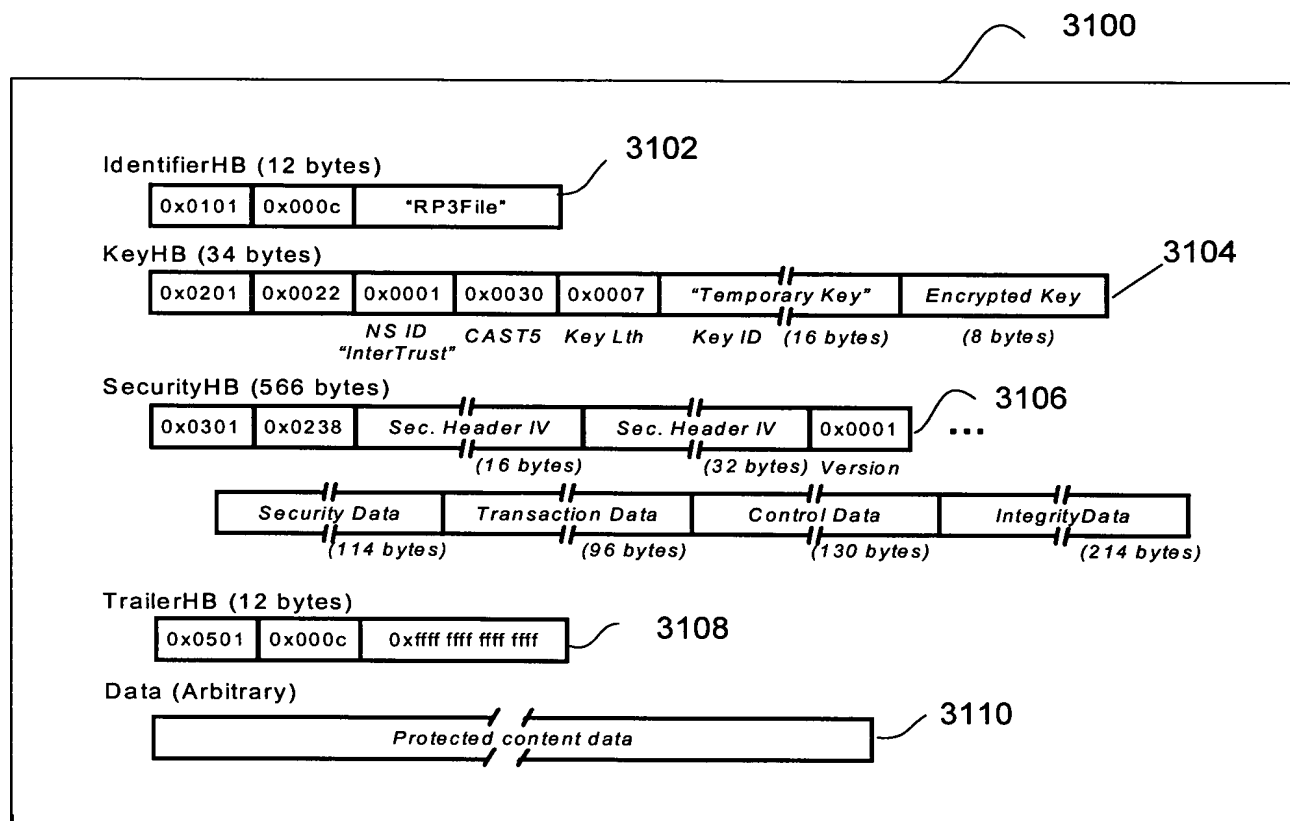 3100
IdentifierHB (12 bytes)
3102
0x0101 0x000c "RP3File"
KeyHB (34 bytes)
3104
0x0201 0x0022 0x0001 0x0030 0x0007 "Temporary Key" Encrypted Key
NS ID CAST5 Key Lth Key ID (16 bytes) (8 bytes)
"InterTrust"
SecurityHB (566 bytes)
3106
0x0301 0x0238 Sec. Header IV Sec. Header IV 0x0001 ...
(16 bytes) (32 bytes) Version
Security Data Transaction Data Control Data IntegrityData
(114 bytes) (96 bytes) (130 bytes) (214 bytes)
TrailerHB (12 bytes)
0x0501 0x000c 0xffff ffff ffff ffff 3108
Data (Arbitrary)
3110
Protected content data